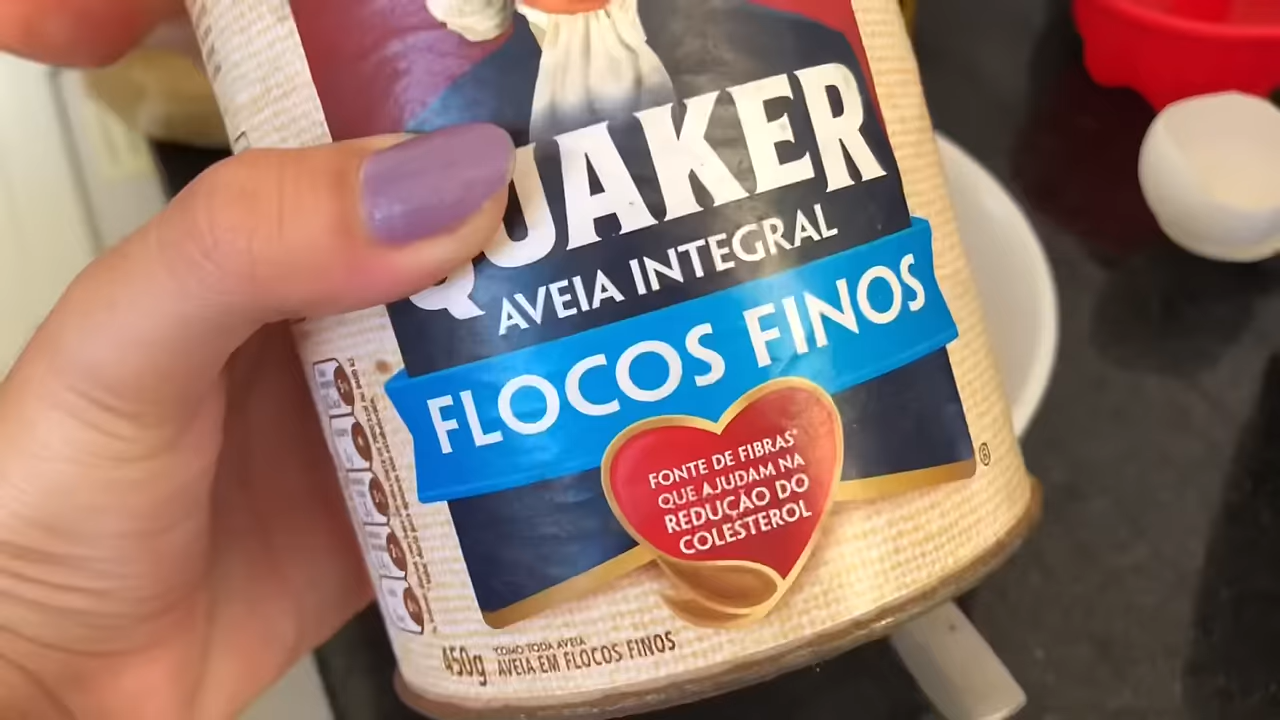 QUAKER
AVEIA INTEGRAL
FLOCOS FINOS
FONTE DE FIBRAS*
QUE AJUDAM NA
REDUÇÃO DO
COLESTEROL
®
450g
*COMO TODA AVEIA
AVEIA EM FLOCOS FINOS